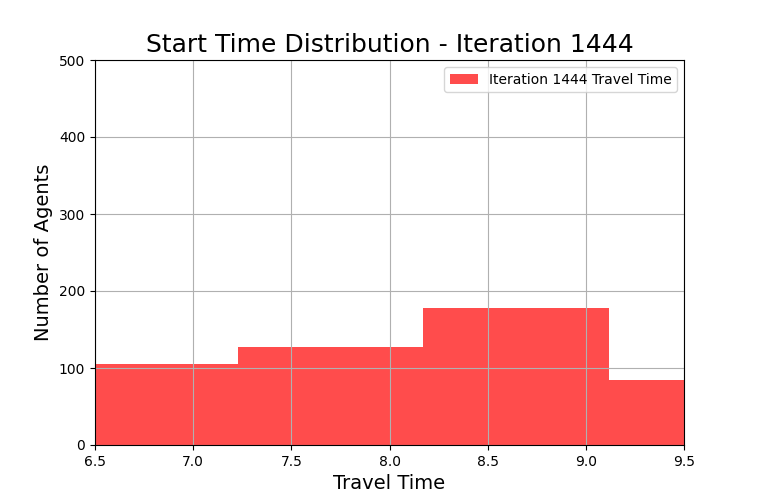 Start Time Distribution - Iteration 1444
Iteration 1444 Travel Time
Number of Agents
500
400
300
200
100
0
6.5 7.0 7.5 8.0 8.5 9.0 9.5
Travel Time